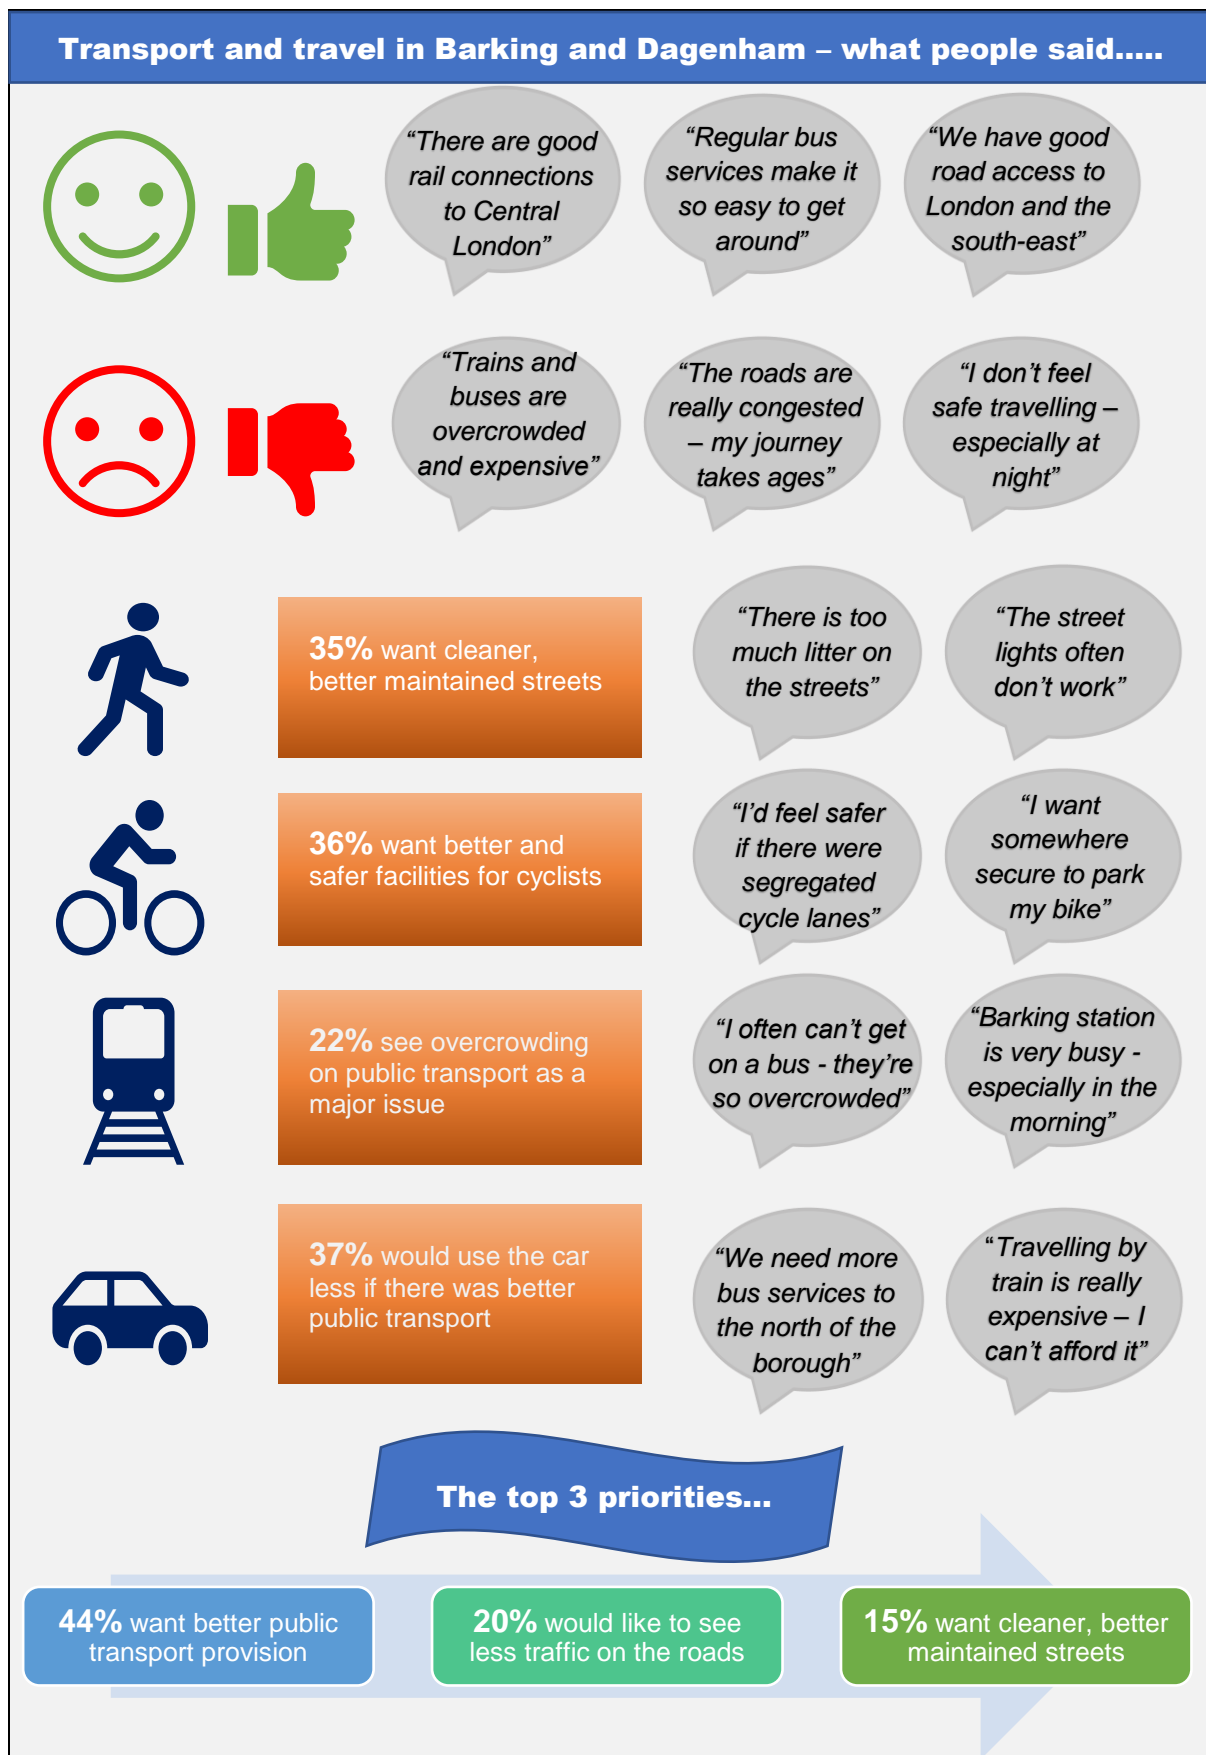 Transport and travel in Barking and Dagenham – what people said.....
“There are good
rail connections
to Central
London”
“Regular bus
services make it
so easy to get
around”
“We have good
road access to
London and the
south-east”
“Trains and
buses are
overcrowded
and expensive”
“The roads are
really congested
– my journey
takes ages”
“I don’t feel
safe travelling –
especially at
night”
35% want cleaner,
better maintained streets
“There is too
much litter on
the streets”
“The street
lights often
don’t work”
36% want better and
safer facilities for cyclists
“I’d feel safer
if there were
segregated
cycle lanes”
“I want
somewhere
secure to park
my bike”
22% see overcrowding
on public transport as a
major issue
“I often can’t get
on a bus - they’re
so overcrowded”
“Barking station
is very busy -
especially in the
morning”
37% would use the car
less if there was better
public transport
“We need more
bus services to
the north of the
borough”
“Travelling by
train is really
expensive – I
can’t afford it”
The top 3 priorities...
44% want better public
transport provision
20% would like to see
less traffic on the roads
15% want cleaner, better
maintained streets